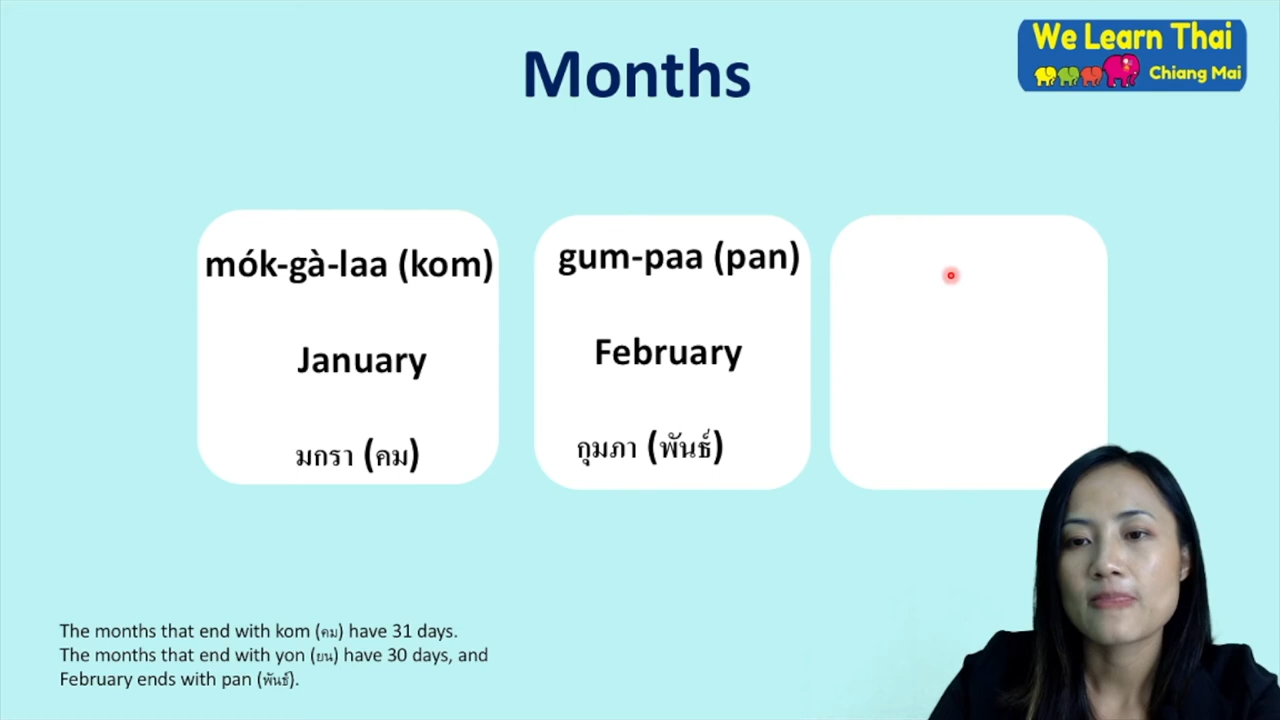 Months
We Learn Thai
Chiang Mai
mók-gà-laa (kom)
January
มกรา (คม)
gum-paa (pan)
February
กุมภา (พันธ์)
The months that end with kom (คม) have 31 days.
The months that end with yon (ยน) have 30 days, and
February ends with pan (พันธ์).